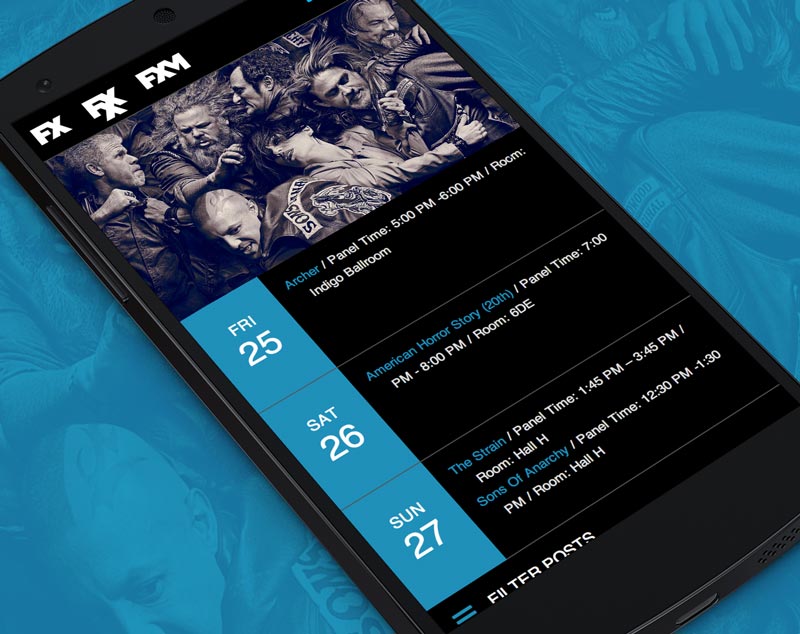 FX FXX FXM
SONS
FRI
25
Archer / Panel Time: 5:00 PM -6:00 PM / Room:
Indigo Ballroom
SAT
26
American Horror Story (20th) / Panel Time: 7:00
PM - 8:00 PM / Room: 6DE
SUN
27
The Strain / Panel Time: 1:45 PM – 3:45 PM /
Room: Hall H
Sons Of Anarchy / Panel Time: 12:30 PM -1:30
PM / Room: Hall H
FILTER POSTS